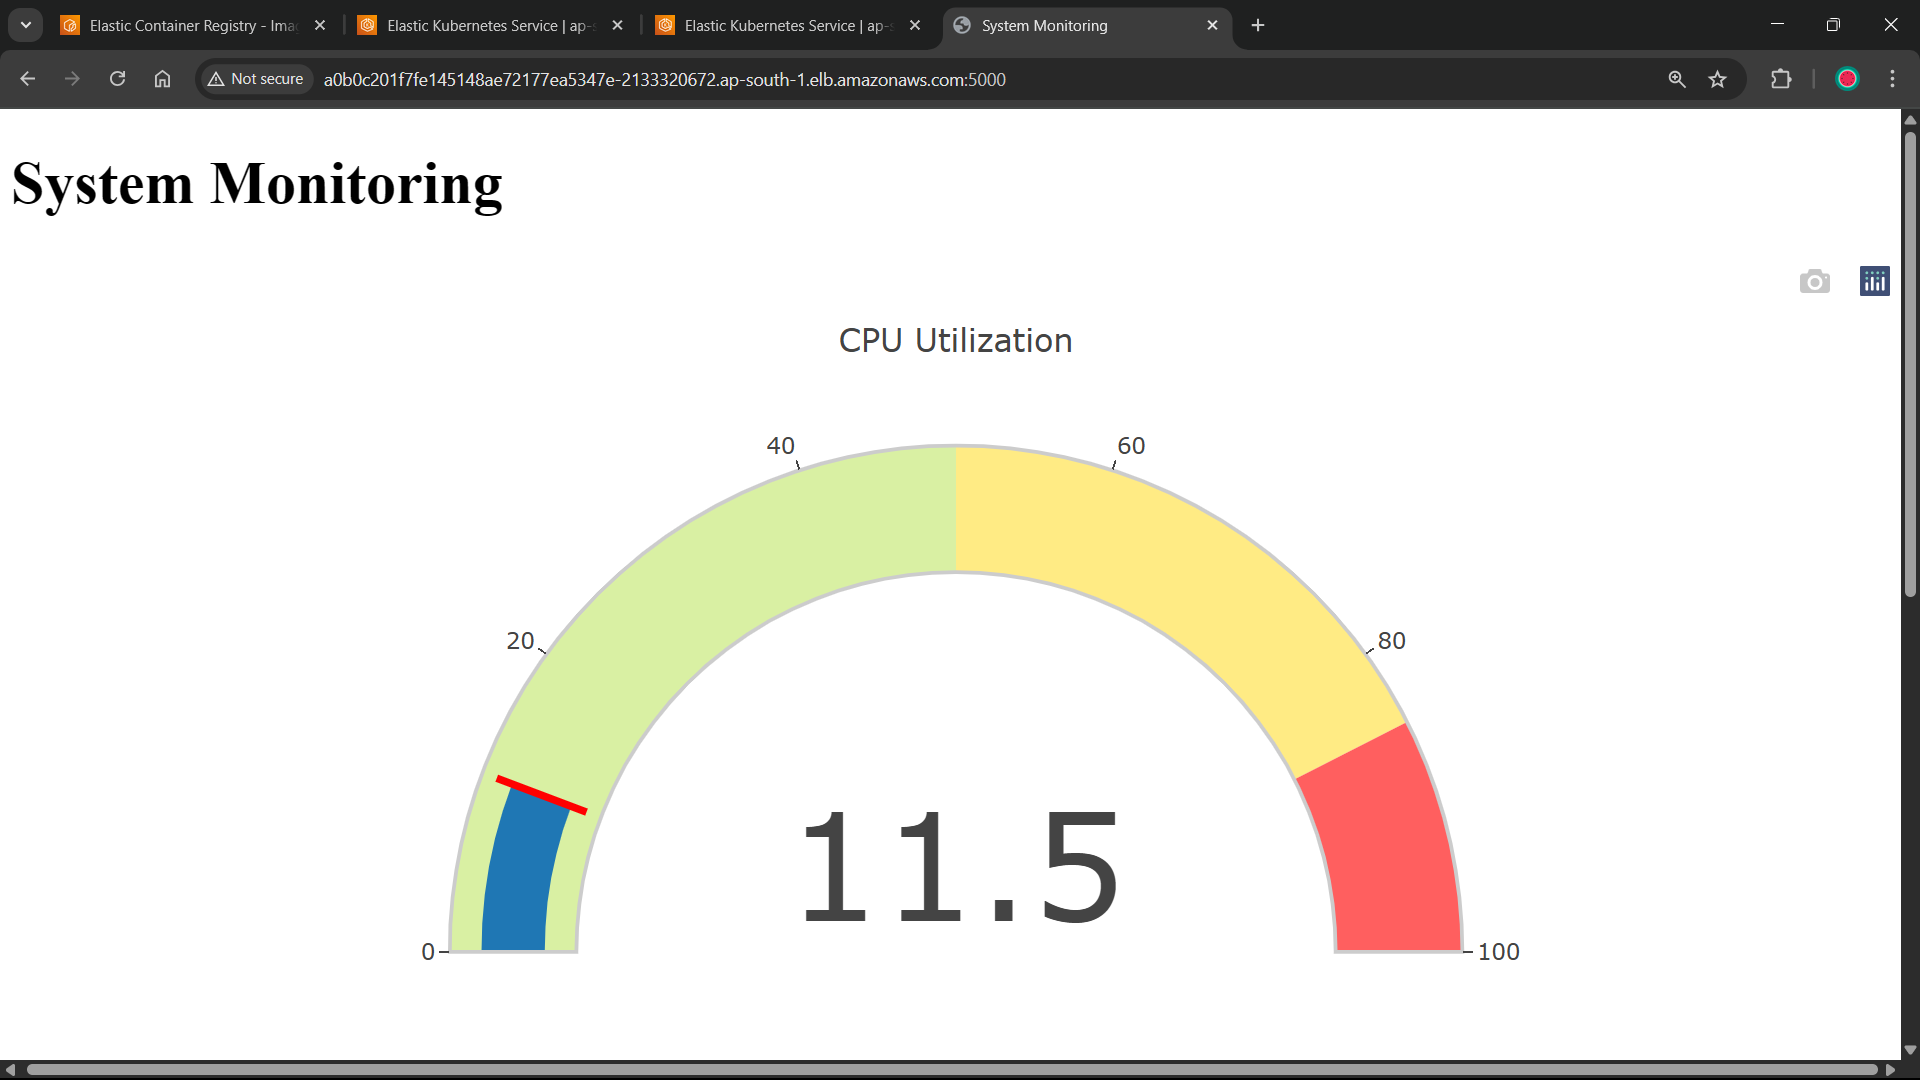 Elastic Container Registry - Ima
Elastic Kubernetes Service | ap-s
Elastic Kubernetes Service | ap-s
System Monitoring
Not secure
a0b0c201f7fe145148ae72177ea5347e-2133320672.ap-south-1.elb.amazonaws.com:5000
System Monitoring
CPU Utilization
40
60
20
80
11.5
0
100